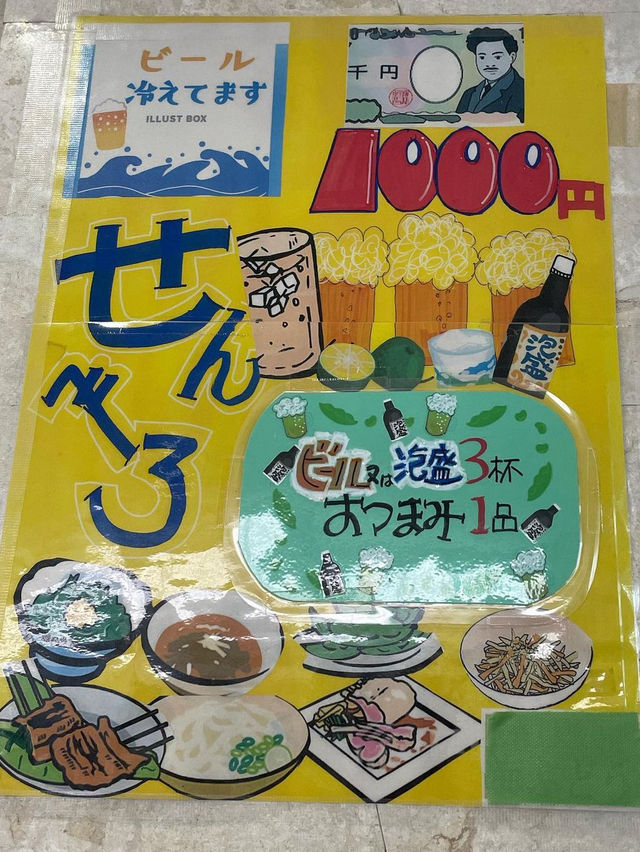 ビール
冷えてます
ILLUST BOX
千円
1000円
せんべろ
泡盛
ビール又は泡盛3杯
おつまみ1品